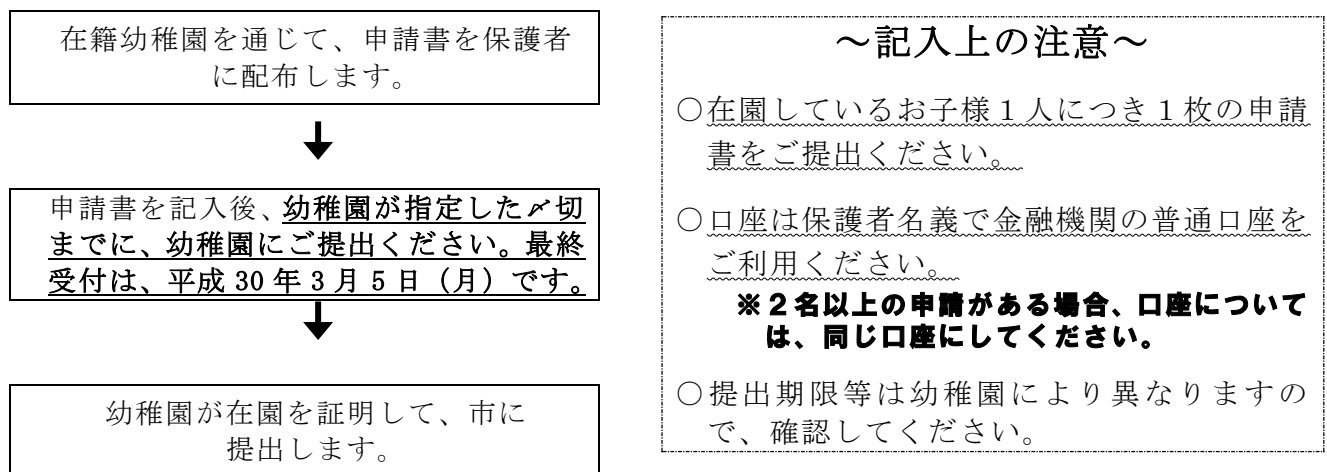 在籍幼稚園を通じて、申請書を保護者
に配布します。
申請書を記入後、幼稚園が指定した〆切
までに、幼稚園にご提出ください。最終
受付は、平成 30 年 3 月 5 日（月）です。
幼稚園が在園を証明して、市に
提出します。
～記入上の注意～
○在園しているお子様１人につき１枚の申請
書をご提出ください。
○口座は保護者名義で金融機関の普通口座を
ご利用ください。
※２名以上の申請がある場合、口座について
は、同じ口座にしてください。
○提出期限等は幼稚園により異なりますの
で、確認してください。